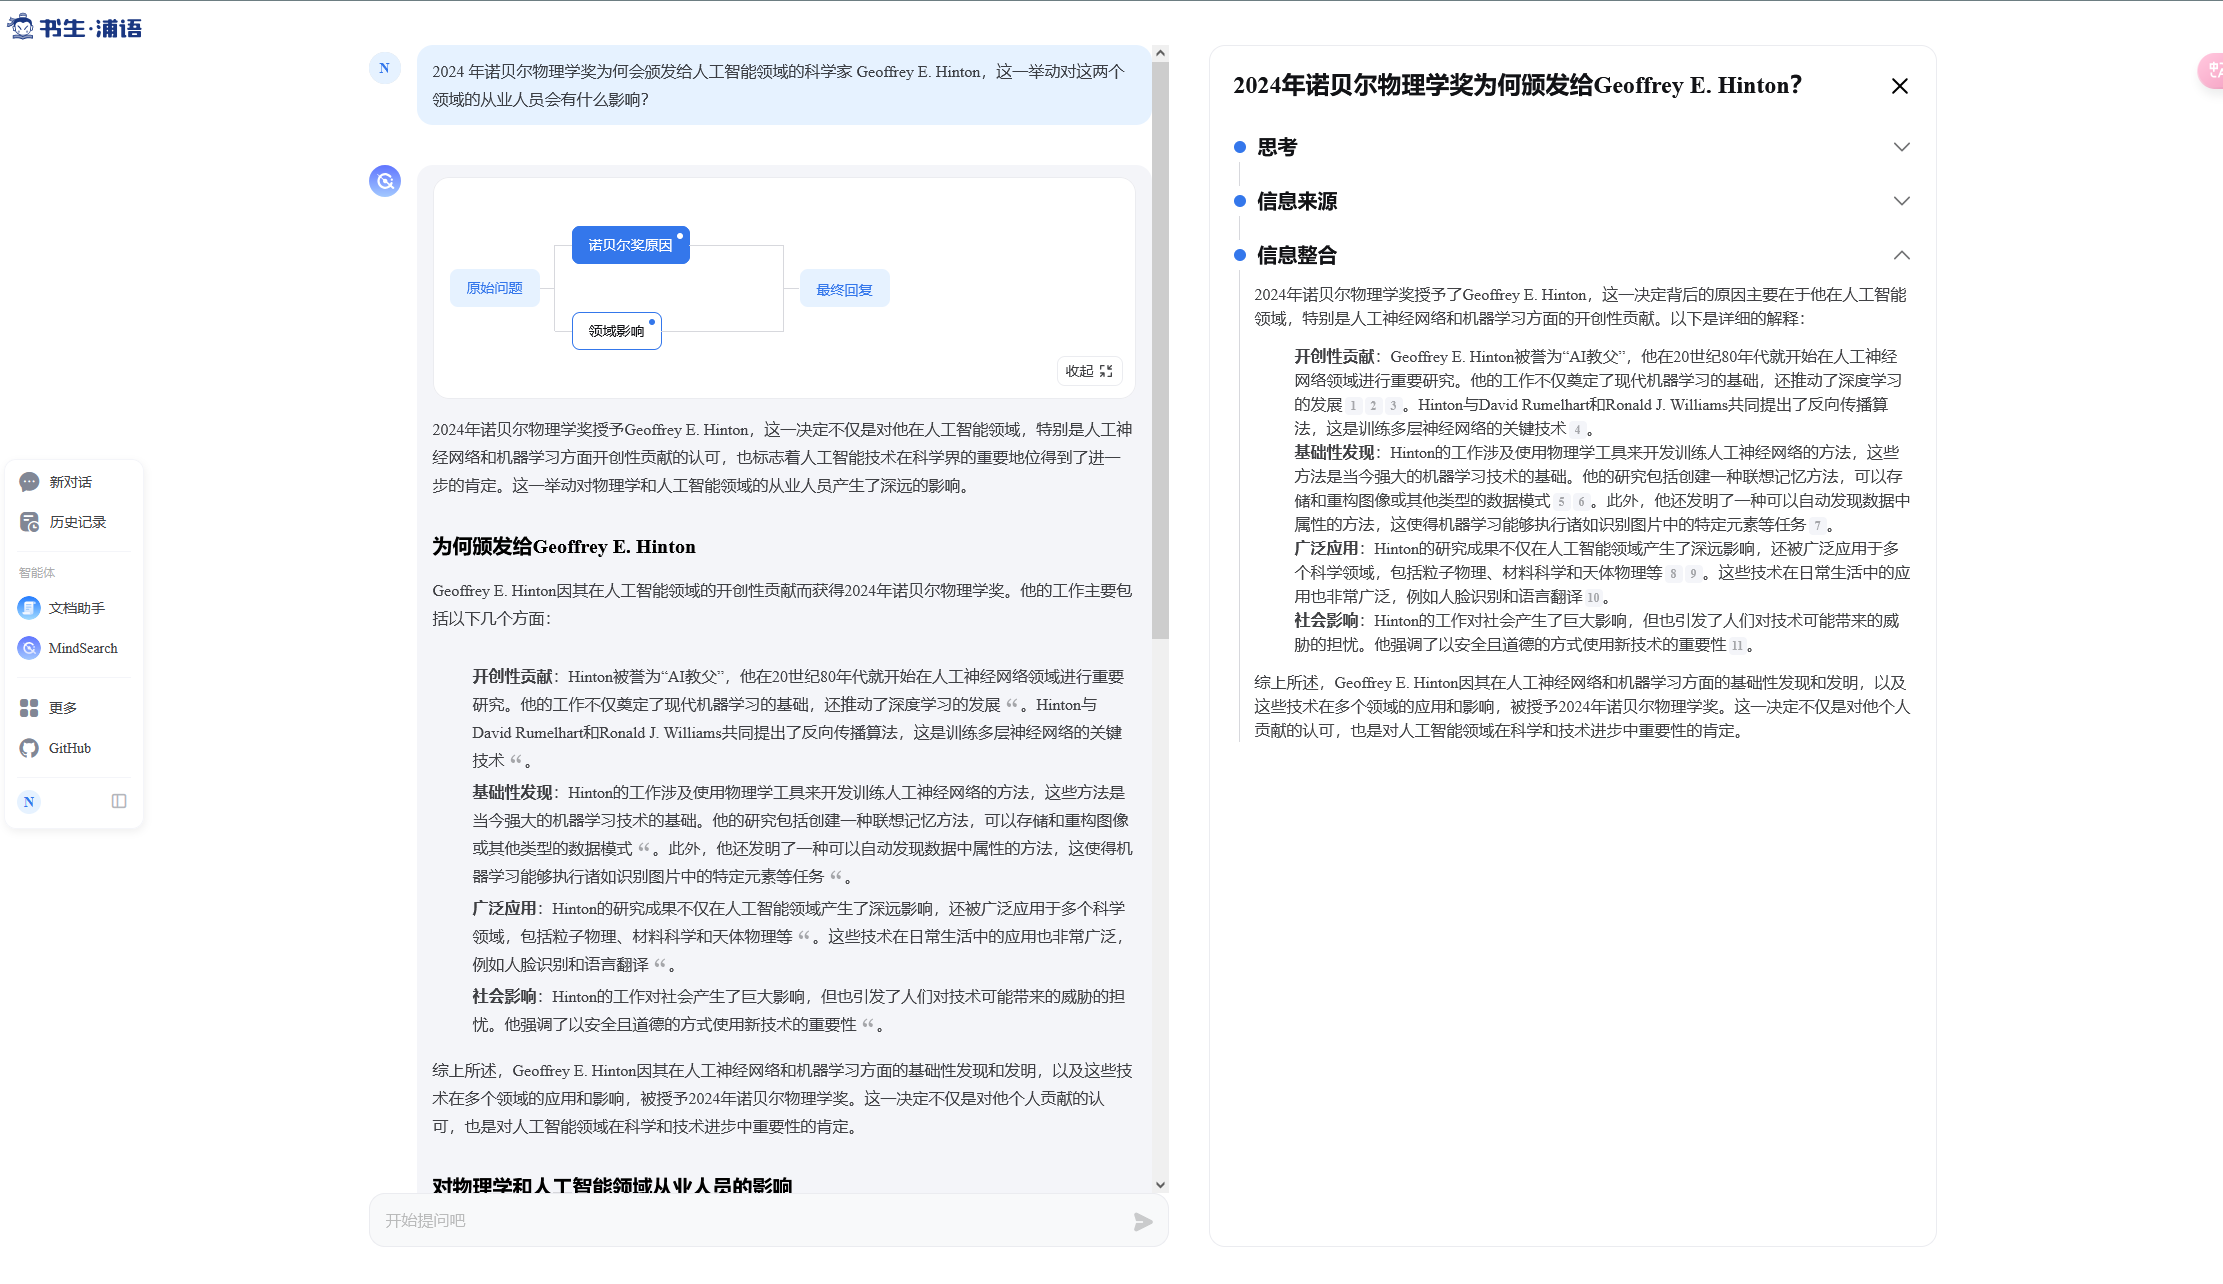 书生·浦语
N
2024 年诺贝尔物理学奖为何会颁发给人工智能领域的科学家 Geoffrey E. Hinton，这一举动对这两个
领域的从业人员会有什么影响？
原始问题
诺贝尔奖原因
领域影响
最终回复
收起
2024年诺贝尔物理学奖授予Geoffrey E. Hinton，这一决定不仅是对他在人工智能领域，特别是人工神
经网络和机器学习方面开创性贡献的认可，也标志着人工智能技术在科学界的重要地位得到了进一
步的肯定。这一举动对物理学和人工智能领域的从业人员产生了深远的影响。
为何颁发给Geoffrey E. Hinton
Geoffrey E. Hinton因其在人工智能领域的开创性贡献而获得2024年诺贝尔物理学奖。他的工作主要包
括以下几个方面：
开创性贡献：Hinton被誉为“AI教父”，他在20世纪80年代就开始在人工神经网络领域进行重要
研究。他的工作不仅奠定了现代机器学习的基础，还推动了深度学习的发展 “ 。Hinton与
David Rumelhart和Ronald J. Williams共同提出了反向传播算法，这是训练多层神经网络的关键
技术 “ 。
基础性发现：Hinton的工作涉及使用物理学工具来开发训练人工神经网络的方法，这些方法是
当今强大的机器学习技术的基础。他的研究包括创建一种联想记忆方法，可以存储和重构图像
或其他类型的数据模式 “ 。此外，他还发明了一种可以自动发现数据中属性的方法，这使得机
器学习能够执行诸如识别图片中的特定元素等任务 “ 。
广泛应用：Hinton的研究成果不仅在人工智能领域产生了深远影响，还被广泛应用于多个科学
领域，包括粒子物理、材料科学和天体物理等 “ 。这些技术在日常生活中的应用也非常广泛，
例如人脸识别和语言翻译 “ 。
社会影响：Hinton的工作对社会产生了巨大影响，但也引发了人们对技术可能带来的威胁的担
忧。他强调了以安全且道德的方式使用新技术的重要性 “ 。
综上所述，Geoffrey E. Hinton因其在人工神经网络和机器学习方面的基础性发现和发明，以及这些技
术在多个领域的应用和影响，被授予2024年诺贝尔物理学奖。这一决定不仅是对他个人贡献的认
可，也是对人工智能领域在科学和技术进步中重要性的肯定。
对物理学和人工智能领域从业人员的影响
开始提问吧
新对话
历史记录
智能体
文档助手
MindSearch
更多
GitHub
N
2024年诺贝尔物理学奖为何颁发给Geoffrey E. Hinton？
思考
信息来源
信息整合
2024年诺贝尔物理学奖授予了Geoffrey E. Hinton，这一决定背后的原因主要在于他在人工智能
领域，特别是人工神经网络和机器学习方面的开创性贡献。以下是详细的解释：
开创性贡献：Geoffrey E. Hinton被誉为“AI教父”，他在20世纪80年代就开始在人工神经
网络领域进行重要研究。他的工作不仅奠定了现代机器学习的基础，还推动了深度学习
的发展 1 2 3 。Hinton与David Rumelhart和Ronald J. Williams共同提出了反向传播算
法，这是训练多层神经网络的关键技术 4 。
基础性发现：Hinton的工作涉及使用物理学工具来开发训练人工神经网络的方法，这些
方法是当今强大的机器学习技术的基础。他的研究包括创建一种联想记忆方法，可以存
储和重构图像或其他类型的数据模式 5 6 。此外，他还发明了一种可以自动发现数据中
属性的方法，这使得机器学习能够执行诸如识别图片中的特定元素等任务 7 。
广泛应用：Hinton的研究成果不仅在人工智能领域产生了深远影响，还被广泛应用于多
个科学领域，包括粒子物理、材料科学和天体物理等 8 9 。这些技术在日常生活中的应
用也非常广泛，例如人脸识别和语言翻译 10 。
社会影响：Hinton的工作对社会产生了巨大影响，但也引发了人们对技术可能带来的威
胁的担忧。他强调了以安全且道德的方式使用新技术的重要性 11 。
综上所述，Geoffrey E. Hinton因其在人工神经网络和机器学习方面的基础性发现和发明，以及
这些技术在多个领域的应用和影响，被授予2024年诺贝尔物理学奖。这一决定不仅是对他个人
贡献的认可，也是对人工智能领域在科学和技术进步中重要性的肯定。